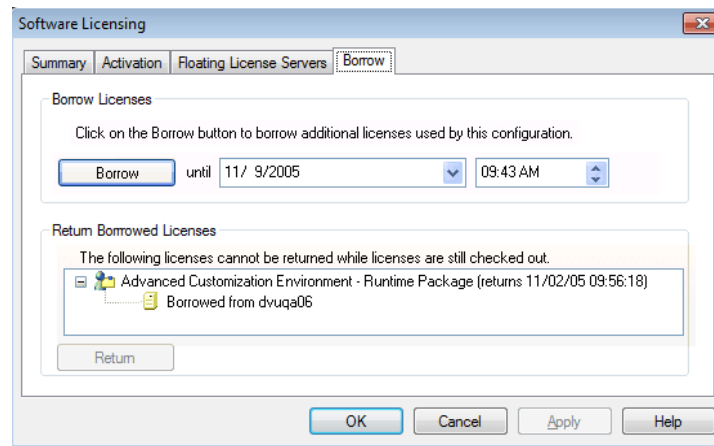 Software Licensing
Summary Activation Floating License Servers Borrow
Borrow Licenses
Click on the Borrow button to borrow additional licenses used by this configuration.
Borrow until 11/ 9/2005 09:43 AM
Return Borrowed Licenses
The following licenses cannot be returned while licenses are still checked out.
Advanced Customization Environment - Runtime Package (returns 11/02/05 09:56:18)
Borrowed from dvuqa06
Return
OK Cancel Apply Help